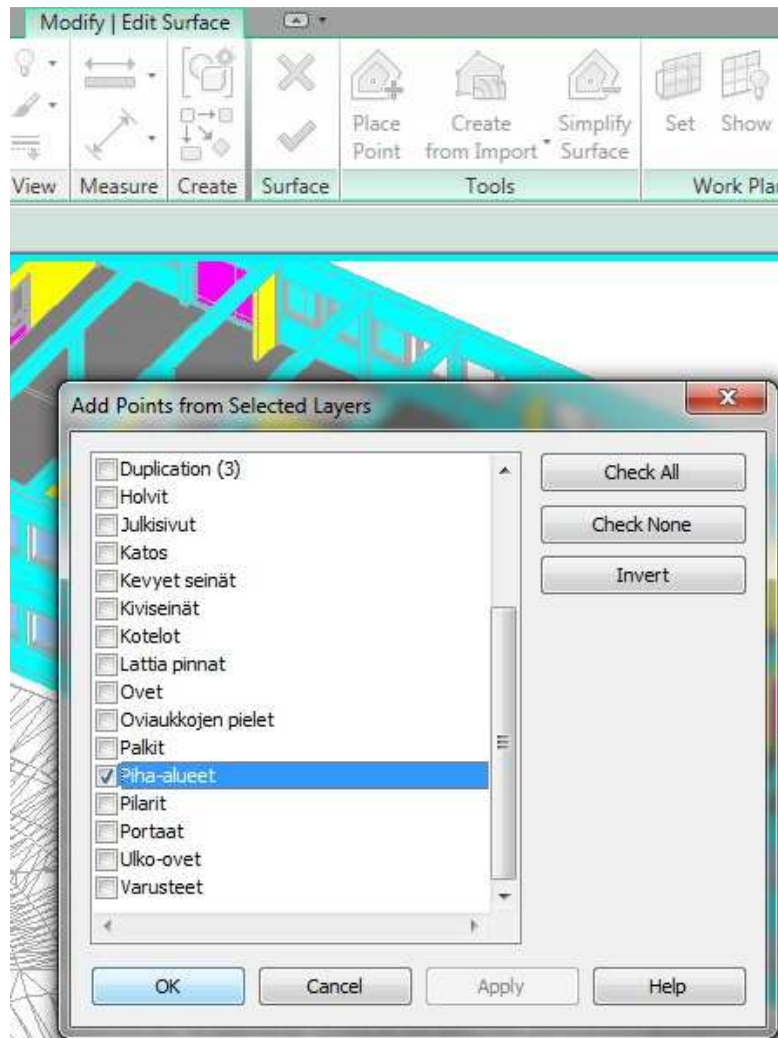 Modify | Edit Surface
Place Point
Create from Import
Simplify Surface
Set
Show
View
Measure
Create
Surface
Tools
Work Pla
Add Points from Selected Layers
Duplication (3)
Holvit
Julkisivut
Katos
Kevyet seinät
Kiviseinät
Kotelot
Lattia pinnat
Ovet
Oviaukkojen pielet
Palkit
Piha-alueet
Pilarit
Portaat
Ulko-ovet
Varusteet
Check All
Check None
Invert
OK
Cancel
Apply
Help